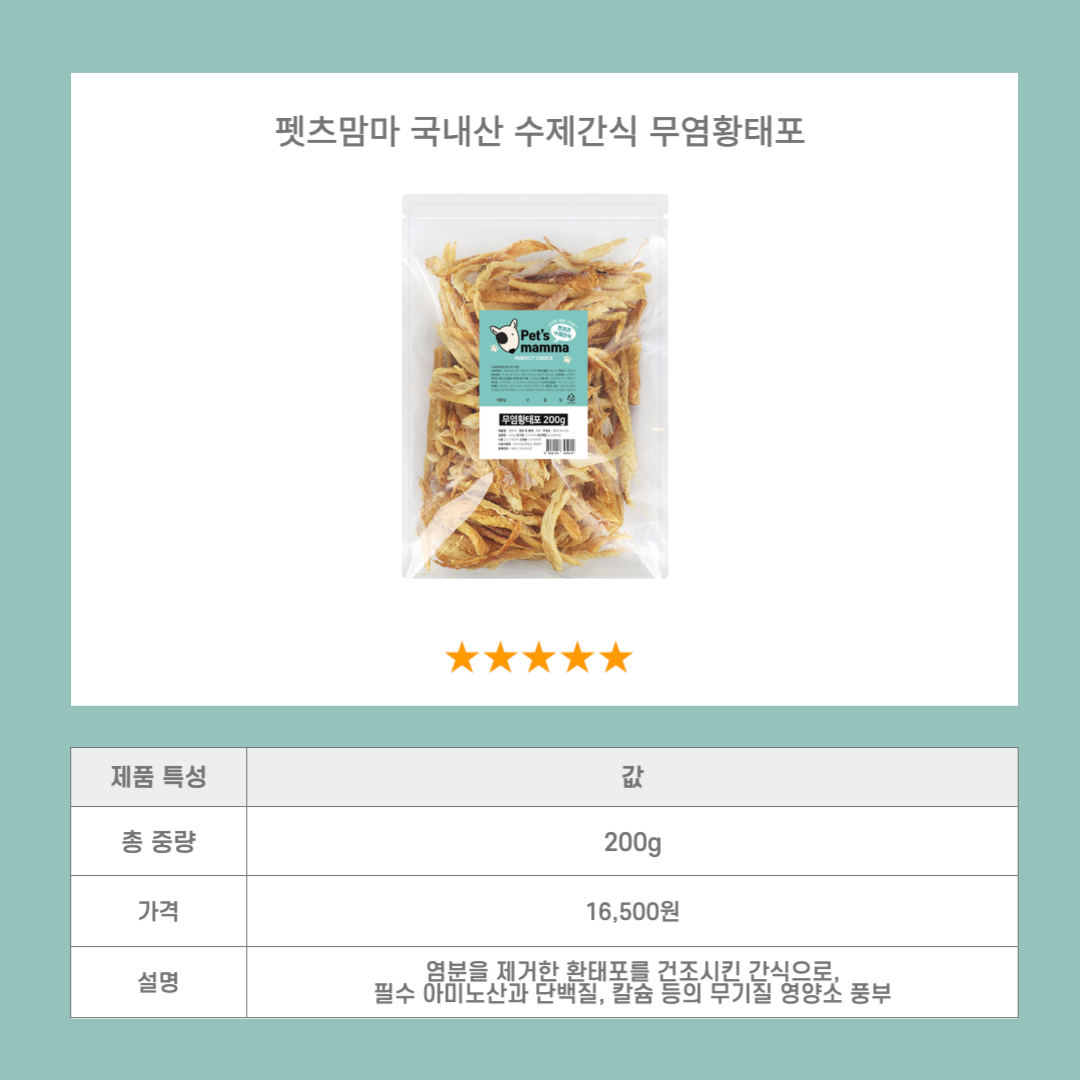 펫츠맘마 국내산 수제간식 무염황태포
Pet's
mamma
PERFECT CHOICE
무염황태포 200g
제품 특성
값
총 중량
200g
가격
16,500원
설명
염분을 제거한 환태포를 건조시킨 간식으로,
필수 아미노산과 단백질, 칼슘 등의 무기질 영양소 풍부